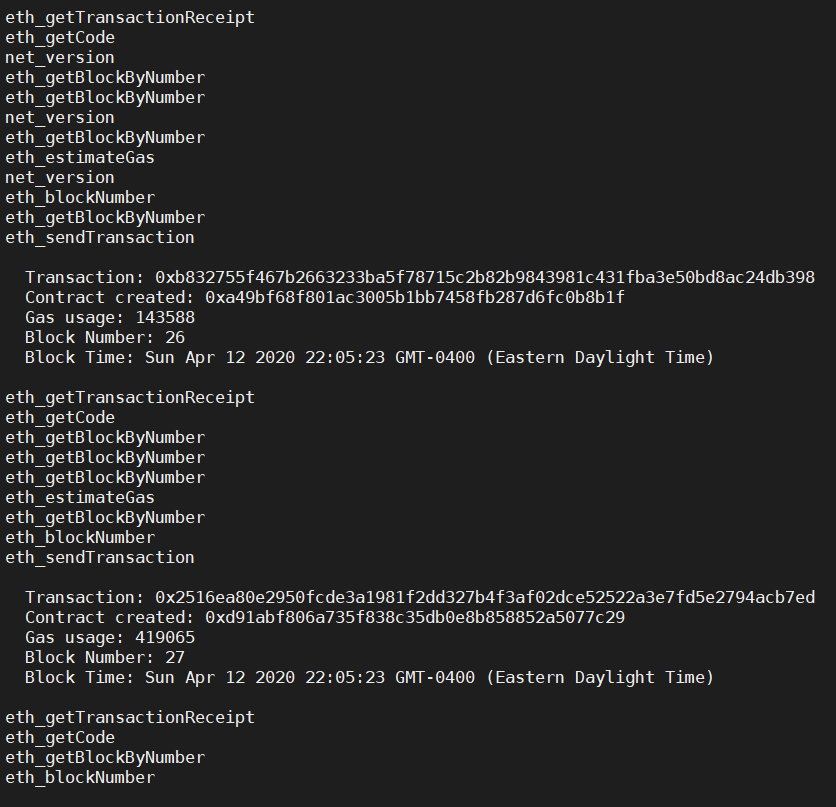 eth_getTransactionReceipt
eth_getCode
net_version
eth_getBlockByNumber
eth_getBlockByNumber
net_version
eth_getBlockByNumber
eth_estimateGas
net_version
eth_blockNumber
eth_getBlockByNumber
eth_sendTransaction
Transaction: 0xb832755f467b2663233ba5f78715c2b82b9843981c431fba3e50bd8ac24db398
Contract created: 0xa49bf68f801ac3005b1bb7458fb287d6fc0b8b1f
Gas usage: 143588
Block Number: 26
Block Time: Sun Apr 12 2020 22:05:23 GMT-0400 (Eastern Daylight Time)
eth_getTransactionReceipt
eth_getCode
eth_getBlockByNumber
eth_getBlockByNumber
eth_getBlockByNumber
eth_estimateGas
eth_getBlockByNumber
eth_blockNumber
eth_sendTransaction
Transaction: 0x2516ea80e2950fcde3a1981f2dd327b4f3af02dce52522a3e7fd5e2794acb7ed
Contract created: 0xd91abf806a735f838c35db0e8b858852a5077c29
Gas usage: 419065
Block Number: 27
Block Time: Sun Apr 12 2020 22:05:23 GMT-0400 (Eastern Daylight Time)
eth_getTransactionReceipt
eth_getCode
eth_getBlockByNumber
eth_blockNumber